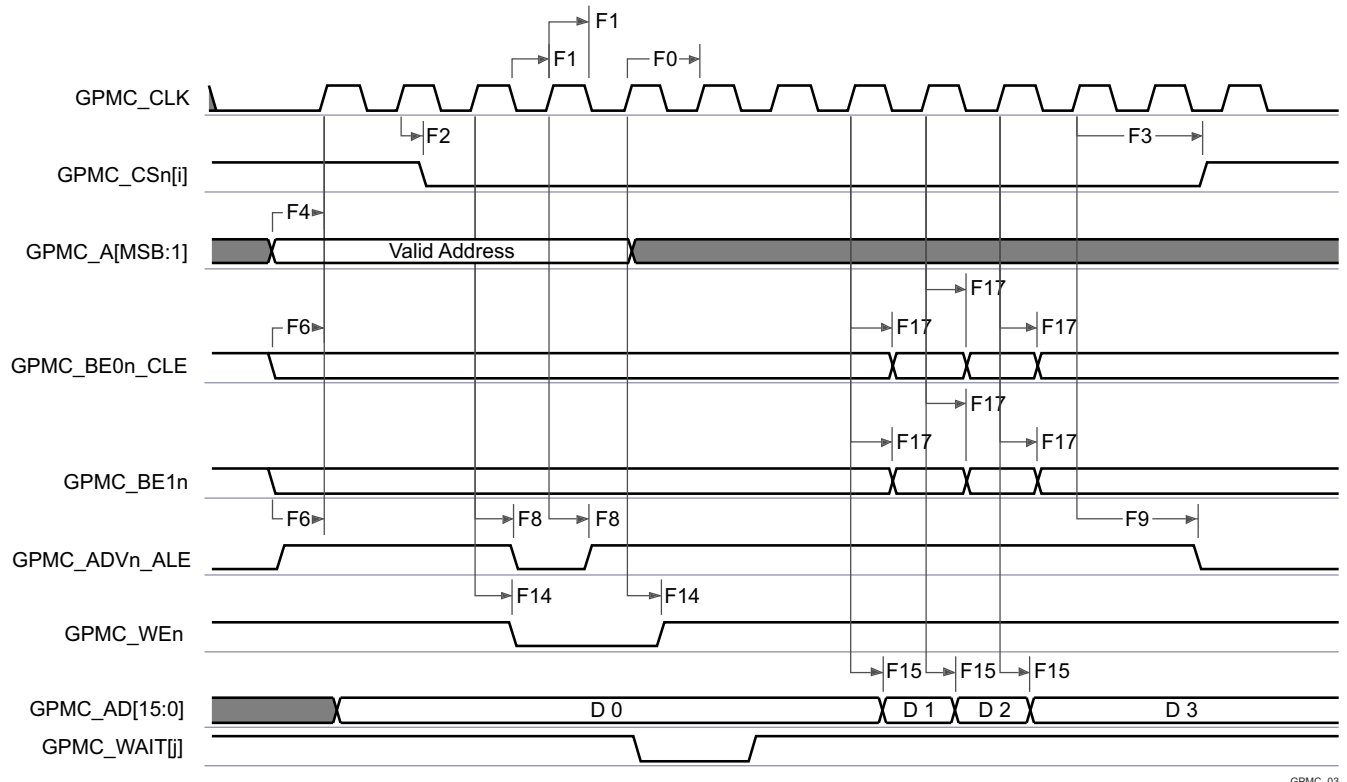 F1
F1
F0
GPMC_CLK
F2
F3
GPMC_CSn[i]
F4
GPMC_A[MSB:1]
Valid Address
F17
F6
F17
F17
GPMC_BE0n_CLE
F17
F17
F17
GPMC_BE1n
F6
F8
F8
F9
GPMC_ADVn_ALE
F14
F14
GPMC_WEn
F15
F15
F15
GPMC_AD[15:0]
D 0
D 1
D 2
D 3
GPMC_WAIT[j]
GPMC_03